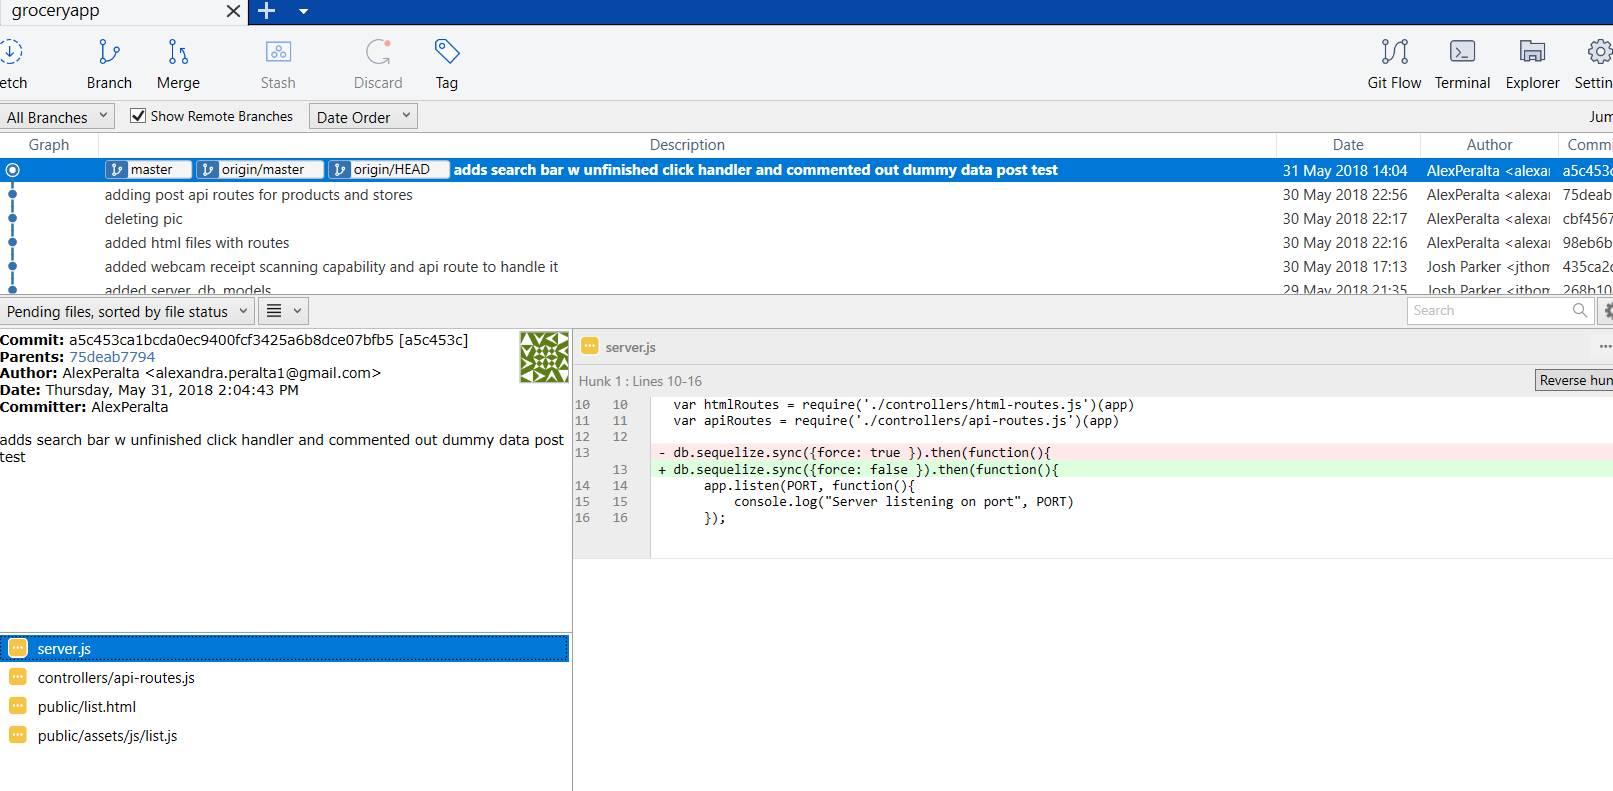 groceryapp
etch
Branch
Merge
Stash
Discard
Tag
Git Flow
Terminal
Explorer
Settin
All Branches
Show Remote Branches
Date Order
Jum
Graph
Description
Date
Author
Commi
master origin/master origin/HEAD adds search bar w unfinished click handler and commented out dummy data post test 31 May 2018 14:04 AlexPeralta <alexar a5c453c
adding post api routes for products and stores 30 May 2018 22:56 AlexPeralta <alexar 75deab
deleting pic 30 May 2018 22:17 AlexPeralta <alexar cbf4567
added html files with routes 30 May 2018 22:16 AlexPeralta <alexar 98eb6b
added webcam receipt scanning capability and api route to handle it 30 May 2018 17:13 Josh Parker <jthom 435ca2c
added server, db, models 29 May 2018 21:35 Josh Parker <jthom 268b10
Pending files, sorted by file status
Search
Commit: a5c453ca1bcda0ec9400fcf3425a6b8dce07bfb5 [a5c453c]
Parents: 75deab7794
Author: AlexPeralta <alexandra.peralta1@gmail.com>
Date: Thursday, May 31, 2018 2:04:43 PM
Committer: AlexPeralta
adds search bar w unfinished click handler and commented out dummy data post
test
server.js
controllers/api-routes.js
public/list.html
public/assets/js/list.js
server.js
Hunk 1 : Lines 10-16
Reverse hun
10 10 var htmlRoutes = require('./controllers/html-routes.js')(app)
11 11 var apiRoutes = require('./controllers/api-routes.js')(app)
12 12
13 - db.sequelize.sync({force: true }).then(function(){
13 + db.sequelize.sync({force: false }).then(function(){
14 14 app.listen(PORT, function(){
15 15 console.log("Server listening on port", PORT)
16 16 });